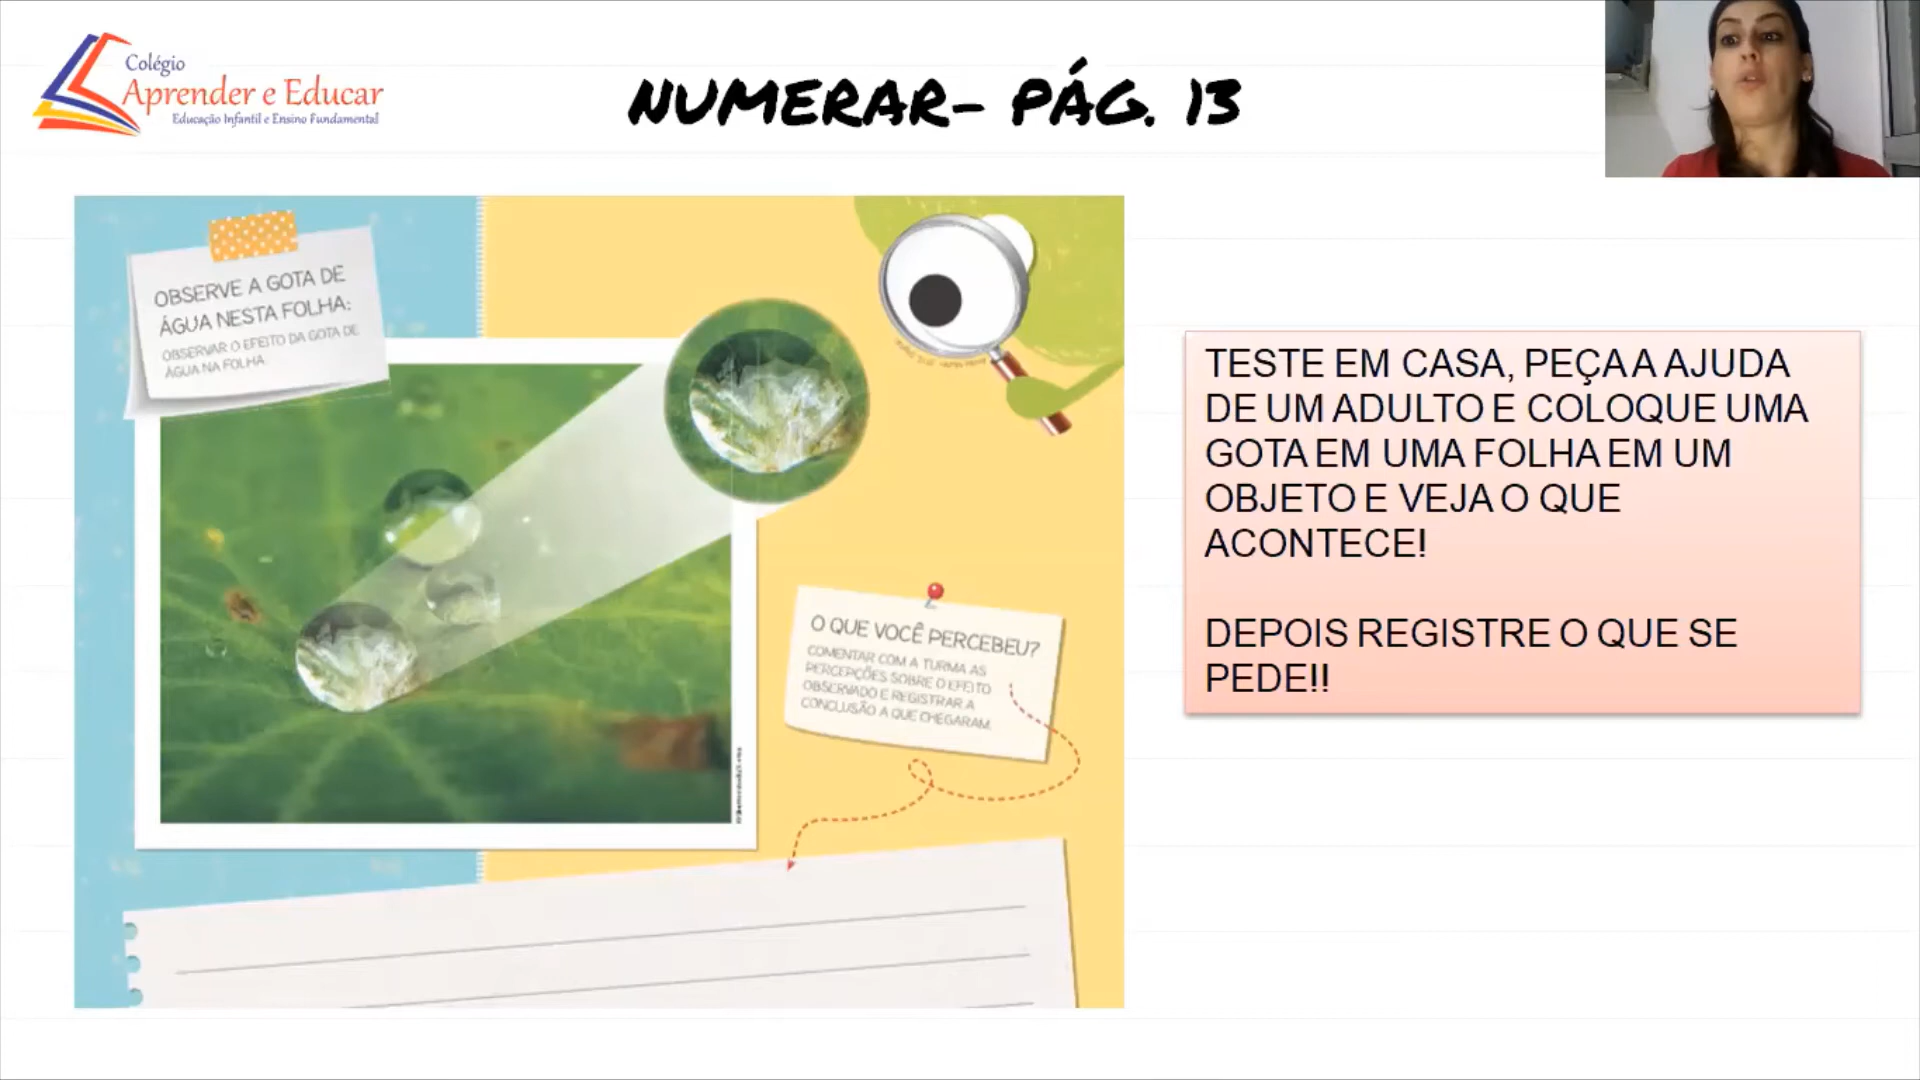 Colégio
Aprender e Educar
Educação Infantil e Ensino Fundamental
NUMERAR- PÁG. 13
OBSERVE A GOTA DE
ÁGUA NESTA FOLHA:
OBSERVAR O EFEITO DA GOTA DE
ÁGUA NA FOLHA.
O QUE VOCÊ PERCEBEU?
COMENTAR COM A TURMA AS
PERCEPÇÕES SOBRE O EFEITO
OBSERVADO E REGISTRAR A
CONCLUSÃO A QUE CHEGARAM.
TESTE EM CASA, PEÇA A AJUDA
DE UM ADULTO E COLOQUE UMA
GOTA EM UMA FOLHA EM UM
OBJETO E VEJA O QUE
ACONTECE!
DEPOIS REGISTRE O QUE SE
PEDE!!